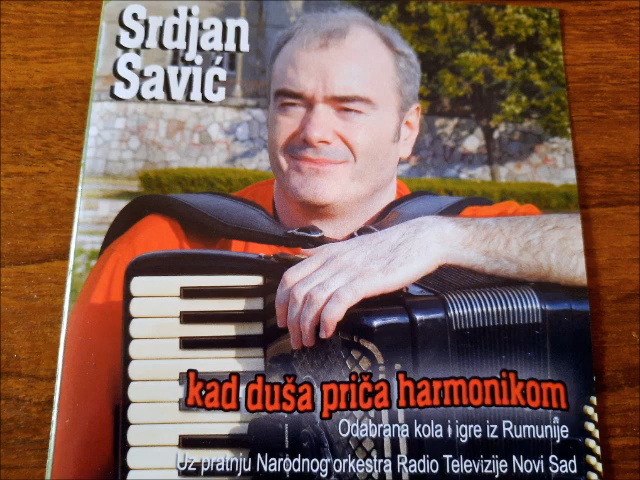 Srdjan
Savić
kad duša priča harmonikom
Odabrana kola i igre iz Rumunije
Uz pratnju Narodnog orkestra Radio Televizije Novi Sad